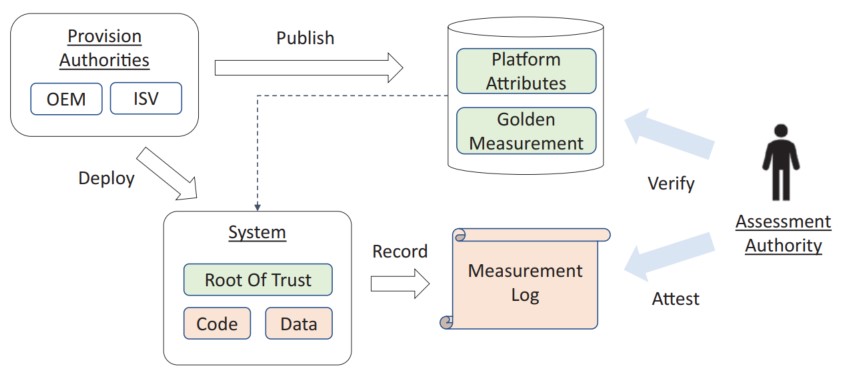 Provision
Authorities
OEM
ISV
Publish
Platform
Attributes
Golden
Measurement
Deploy
Verify
Assessment
Authority
System
Root Of Trust
Code
Data
Record
Measurement
Log
Attest